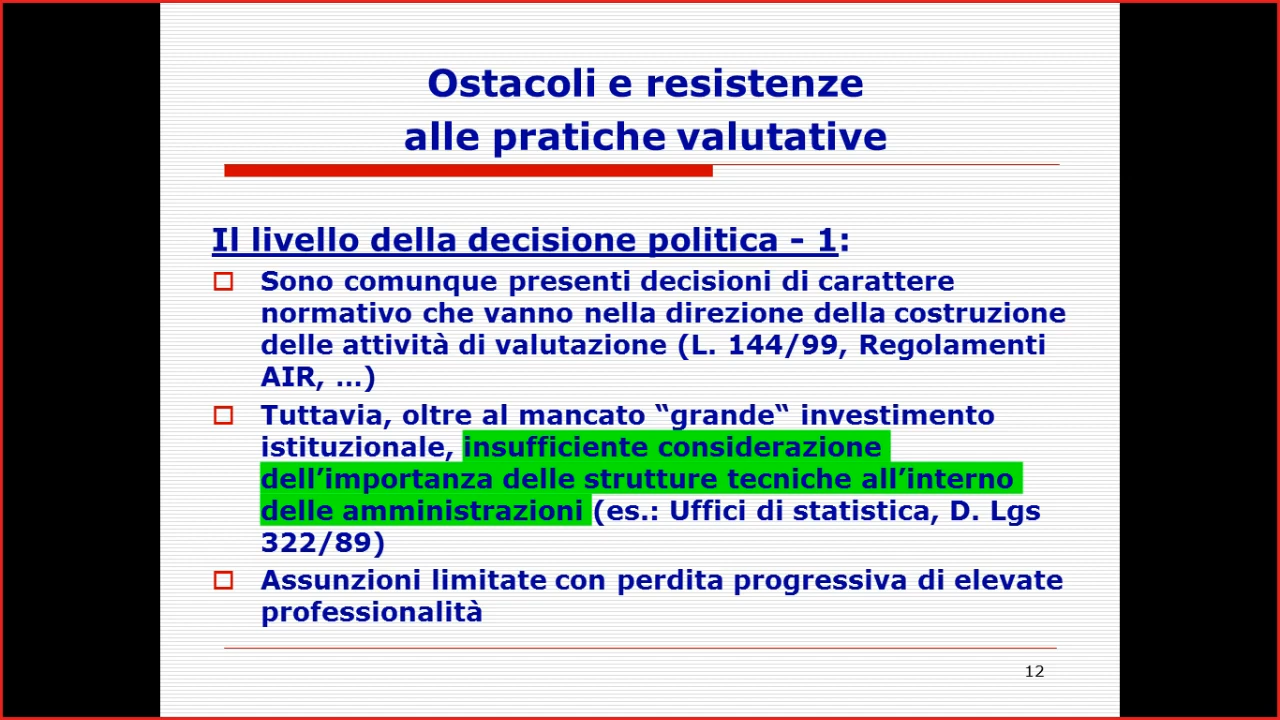 Ostacoli e resistenze
alle pratiche valutative
Il livello della decisione politica - 1:
Sono comunque presenti decisioni di carattere
normativo che vanno nella direzione della costruzione
delle attività di valutazione (L. 144/99, Regolamenti
AIR, …)
Tuttavia, oltre al mancato “grande“ investimento
istituzionale, insufficiente considerazione
dell’importanza delle strutture tecniche all’interno
delle amministrazioni (es.: Uffici di statistica, D. Lgs
322/89)
Assunzioni limitate con perdita progressiva di elevate
professionalità
12